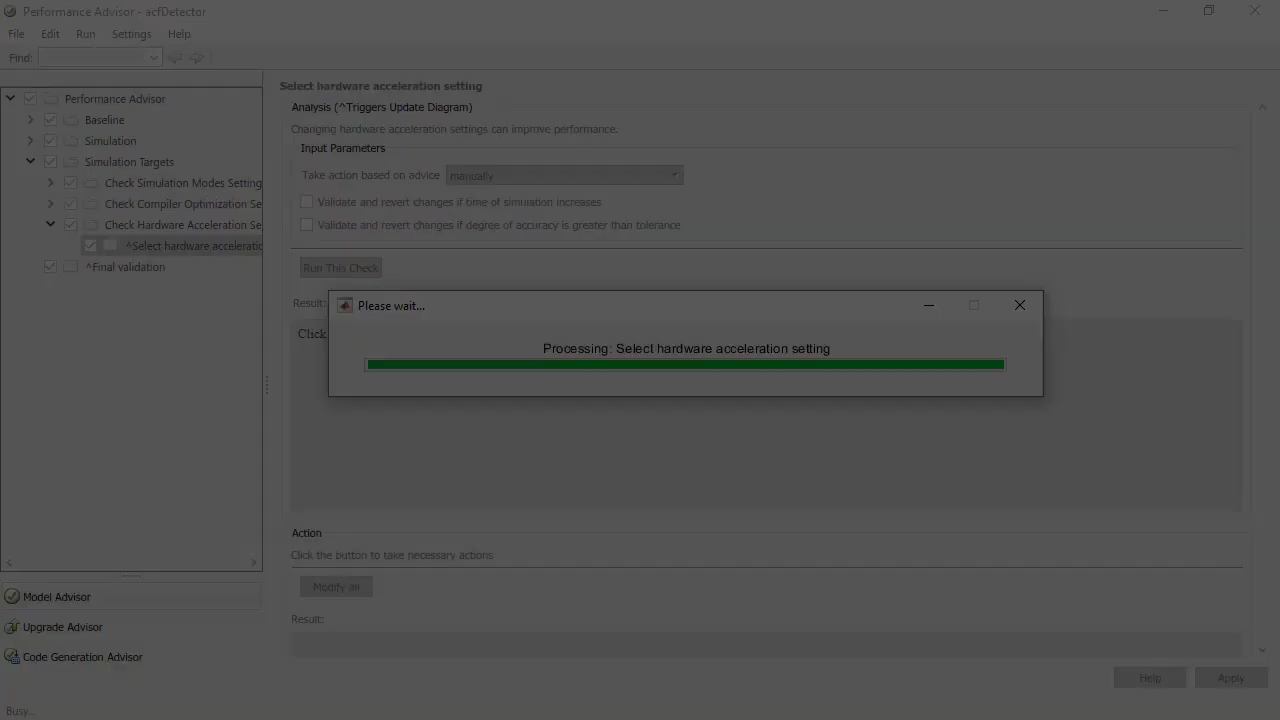 Performance Advisor - acfDetector
File Edit Run Settings Help
Find:
Performance Advisor
Baseline
Simulation
Simulation Targets
Check Simulation Modes Setting
Check Compiler Optimization Se
Check Hardware Acceleration Se
^Select hardware acceleratio
^Final validation
Model Advisor
Upgrade Advisor
Code Generation Advisor
Busy...
Select hardware acceleration setting
Analysis (^Triggers Update Diagram)
Changing hardware acceleration settings can improve performance.
Input Parameters
Take action based on advice manually
Validate and revert changes if time of simulation increases
Validate and revert changes if degree of accuracy is greater than tolerance
Run This Check
Result:
Click
Please wait...
Processing: Select hardware acceleration setting
Action
Click the button to take necessary actions
Modify all
Result:
Help Apply